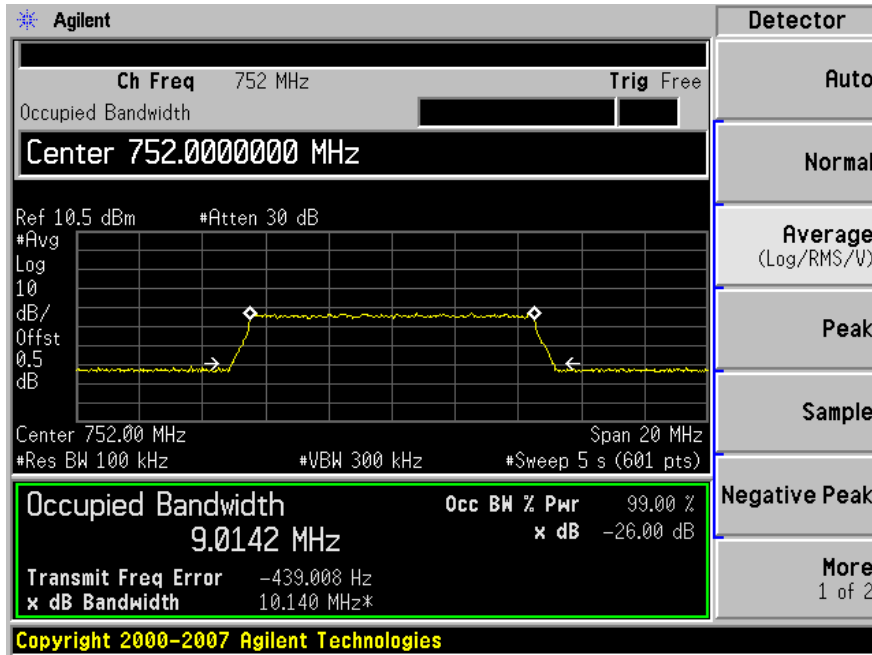 Agilent
Detector
Ch Freq 752 MHz Trig Free
Occupied Bandwidth
Center 752.0000000 MHz
Ref 10.5 dBm #Atten 30 dB
#Avg
Log
10
dB/
Offst
0.5
dB
Center 752.00 MHz Span 20 MHz
#Res BW 100 kHz #VBW 300 kHz #Sweep 5 s (601 pts)
Occupied Bandwidth
9.0142 MHz
Occ BW % Pwr 99.00 %
x dB -26.00 dB
Transmit Freq Error -439.008 Hz
x dB Bandwidth 10.140 MHz*
Auto
Normal
Average
(Log/RMS/V)
Peak
Sample
Negative Peak
More
1 of 2
Copyright 2000-2007 Agilent Technologies